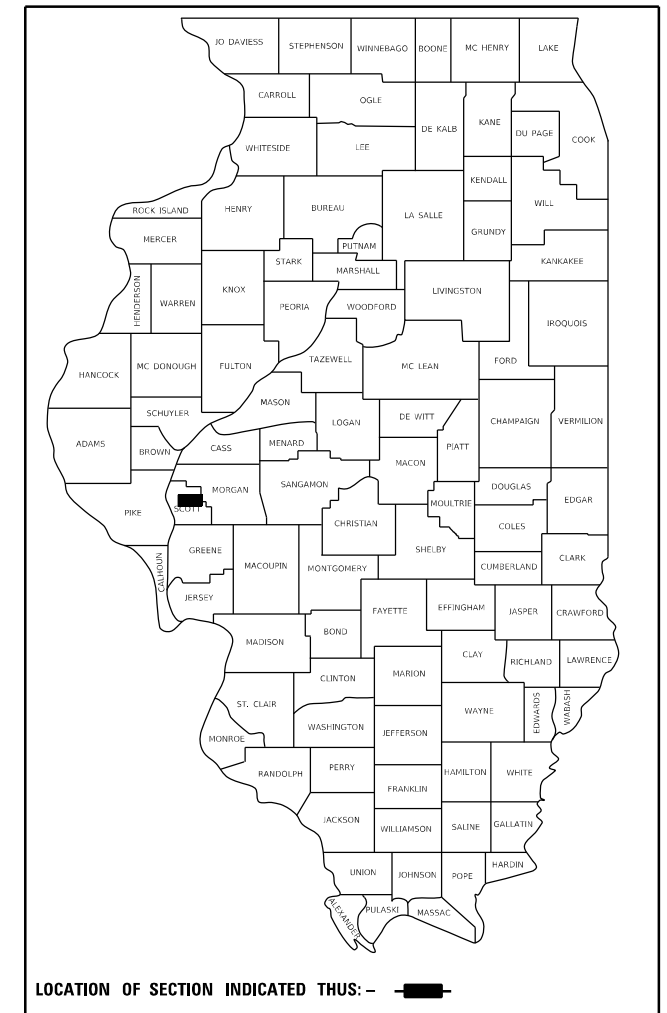 JO DAVIESS
STEPHENSON
WINNEBAGO
BOONE
MC HENRY
LAKE
CARROLL
OGLE
DE KALB
KANE
DU PAGE
COOK
WHITESIDE
LEE
KENDALL
ROCK ISLAND
HENRY
BUREAU
LA SALLE
WILL
MERCER
PUTNAM
GRUNDY
STARK
MARSHALL
KANKAKEE
HENDERSON
WARREN
KNOX
PEORIA
WOODFORD
LIVINGSTON
IROQUOIS
HANCOCK
MC DONOUGH
FULTON
TAZEWELL
MC LEAN
FORD
MASON
SCHUYLER
LOGAN
DE WITT
CHAMPAIGN
VERMILION
ADAMS
BROWN
CASS
MENARD
PIATT
MACON
PIKE
SCOTT
MORGAN
SANGAMON
MOULTRIE
DOUGLAS
EDGAR
CHRISTIAN
COLES
SHELBY
CALHOUN
GREENE
MACOUPIN
MONTGOMERY
CUMBERLAND
CLARK
JERSEY
FAYETTE
EFFINGHAM
JASPER
CRAWFORD
MADISON
BOND
CLAY
RICHLAND
LAWRENCE
CLINTON
MARION
ST. CLAIR
WAYNE
EDWARDS
WABASH
MONROE
WASHINGTON
JEFFERSON
RANDOLPH
PERRY
HAMILTON
WHITE
FRANKLIN
JACKSON
WILLIAMSON
SALINE
GALLATIN
UNION
JOHNSON
POPE
HARDIN
ALEXANDER
PULASKI
MASSAC
LOCATION OF SECTION INDICATED THUS: –